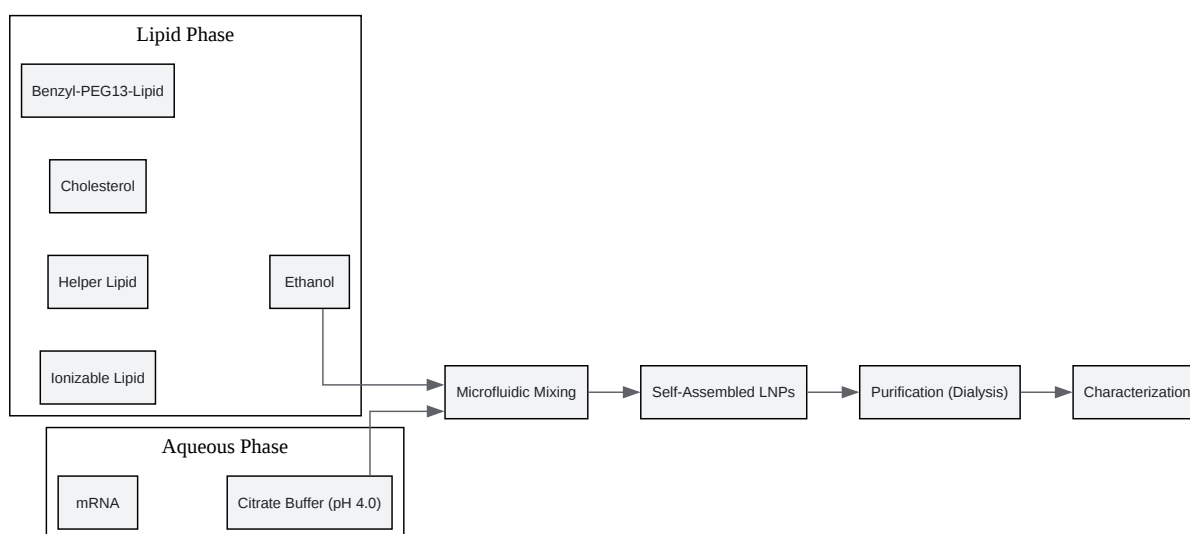 Lipid Phase
Benzyl-PEG13-Lipid
Cholesterol
Helper Lipid
Ethanol
Ionizable Lipid
Microfluidic Mixing
Self-Assembled LNPs
Purification (Dialysis)
Characterization
Aqueous Phase
mRNA
Citrate Buffer (pH 4.0)